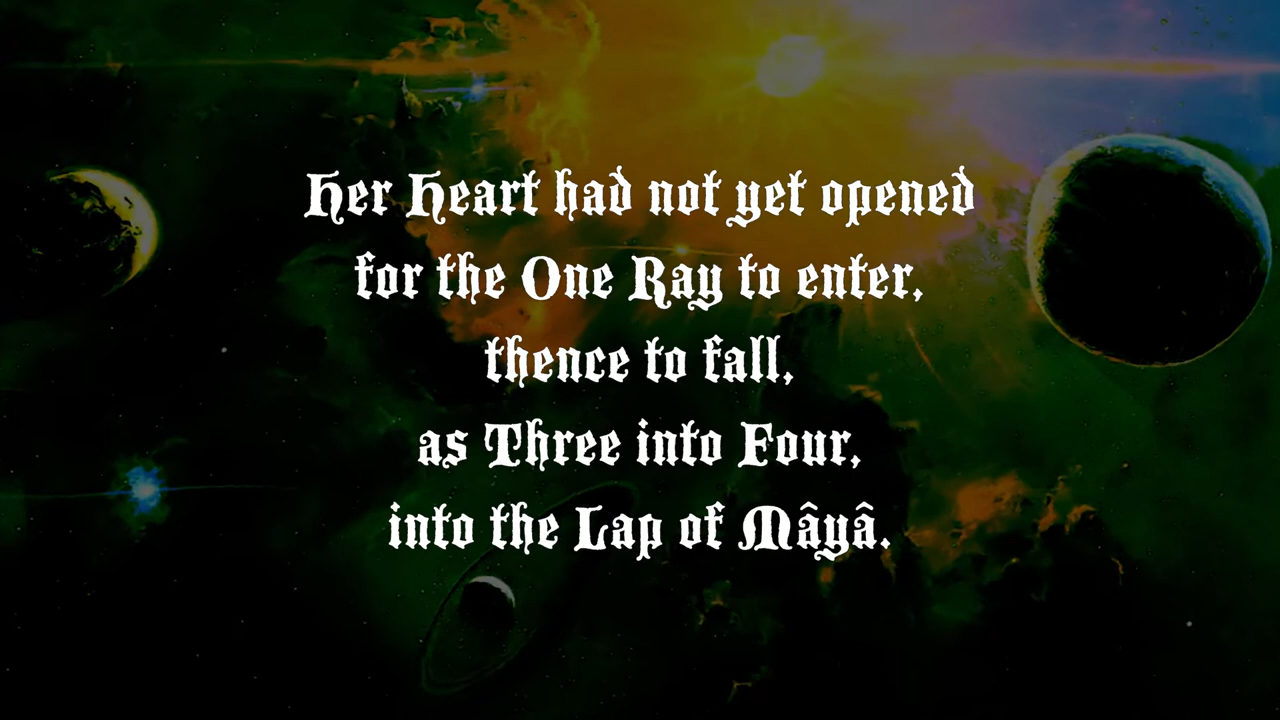 Her Heart had not yet opened
for the One Ray to enter,
thence to fall,
as Three into Four,
into the Lap of Mâyâ.